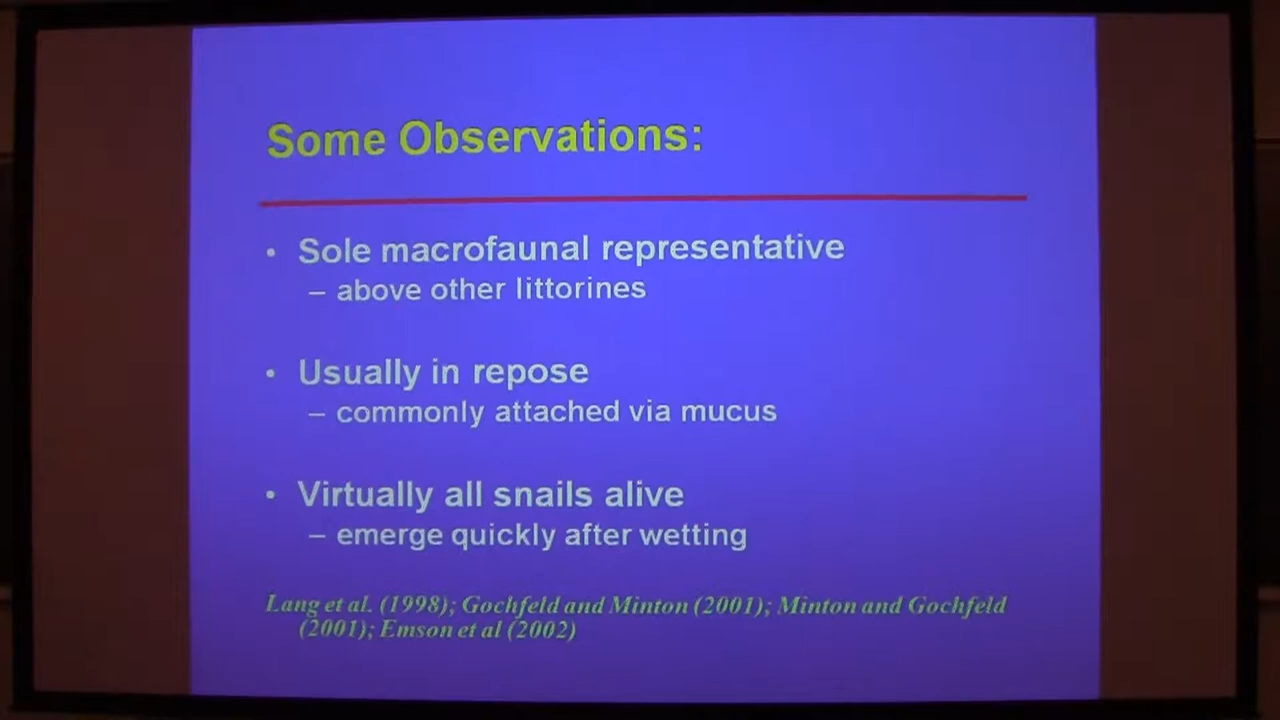 Some Observations:
• Sole macrofaunal representative
– above other littorines
• Usually in repose
– commonly attached via mucus
• Virtually all snails alive
– emerge quickly after wetting
Lang et al. (1998); Gochfeld and Minton (2001); Minton and Gochfeld
(2001); Emson et al (2002)